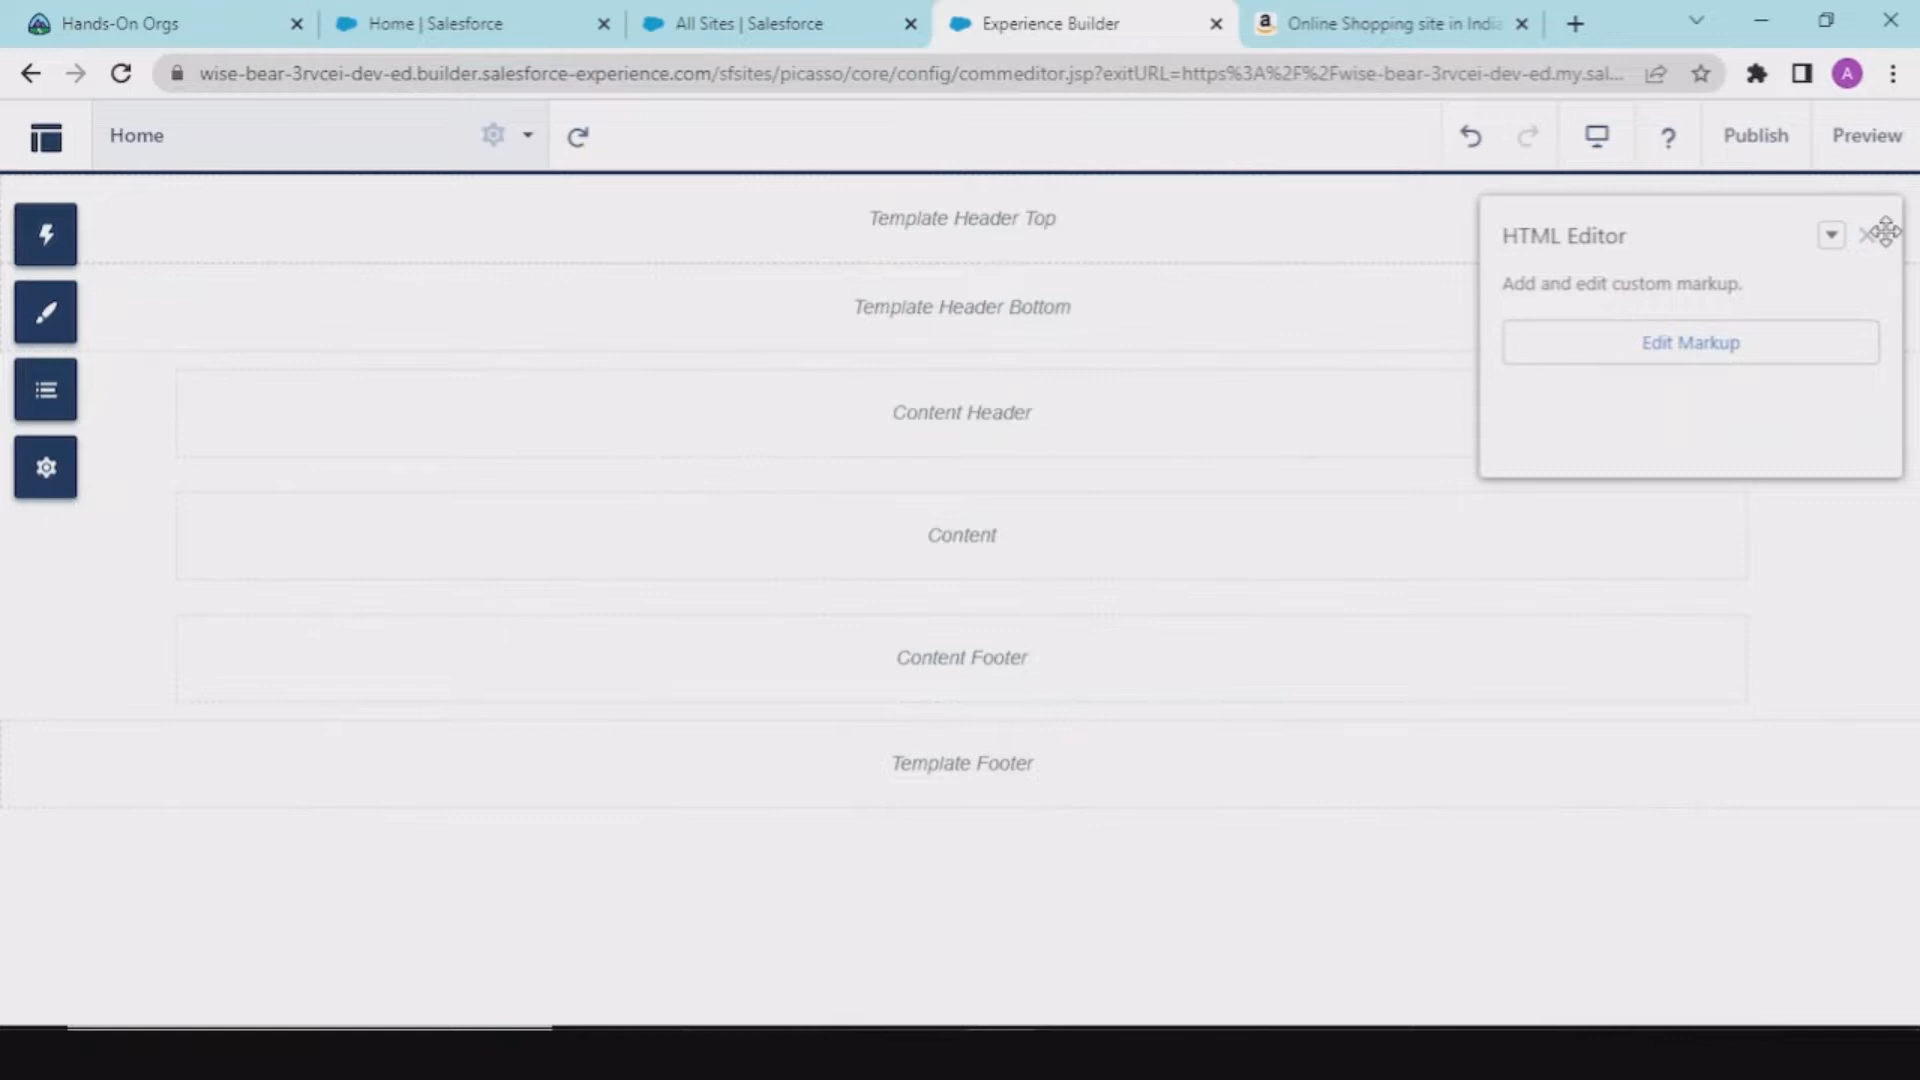 Hands-On Orgs
Home | Salesforce
All Sites | Salesforce
Experience Builder
a
Online Shopping site in India
wise-bear-3rvcei-dev-ed.builder.salesforce-experience.com/sfsites/picasso/core/config/commeditor.jsp?exitURL=https%3A%2F%2Fwise-bear-3rvcei-dev-ed.my.sal...
A
Home
?
Publish
Preview
Template Header Top
HTML Editor
Add and edit custom markup.
Edit Markup
Template Header Bottom
Content Header
Content
Content Footer
Template Footer